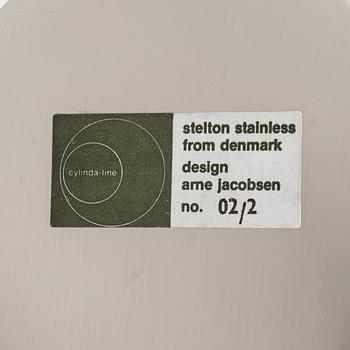 cylinda-line
stelton stainless
from denmark
design
arne jacobsen
no. 02/2